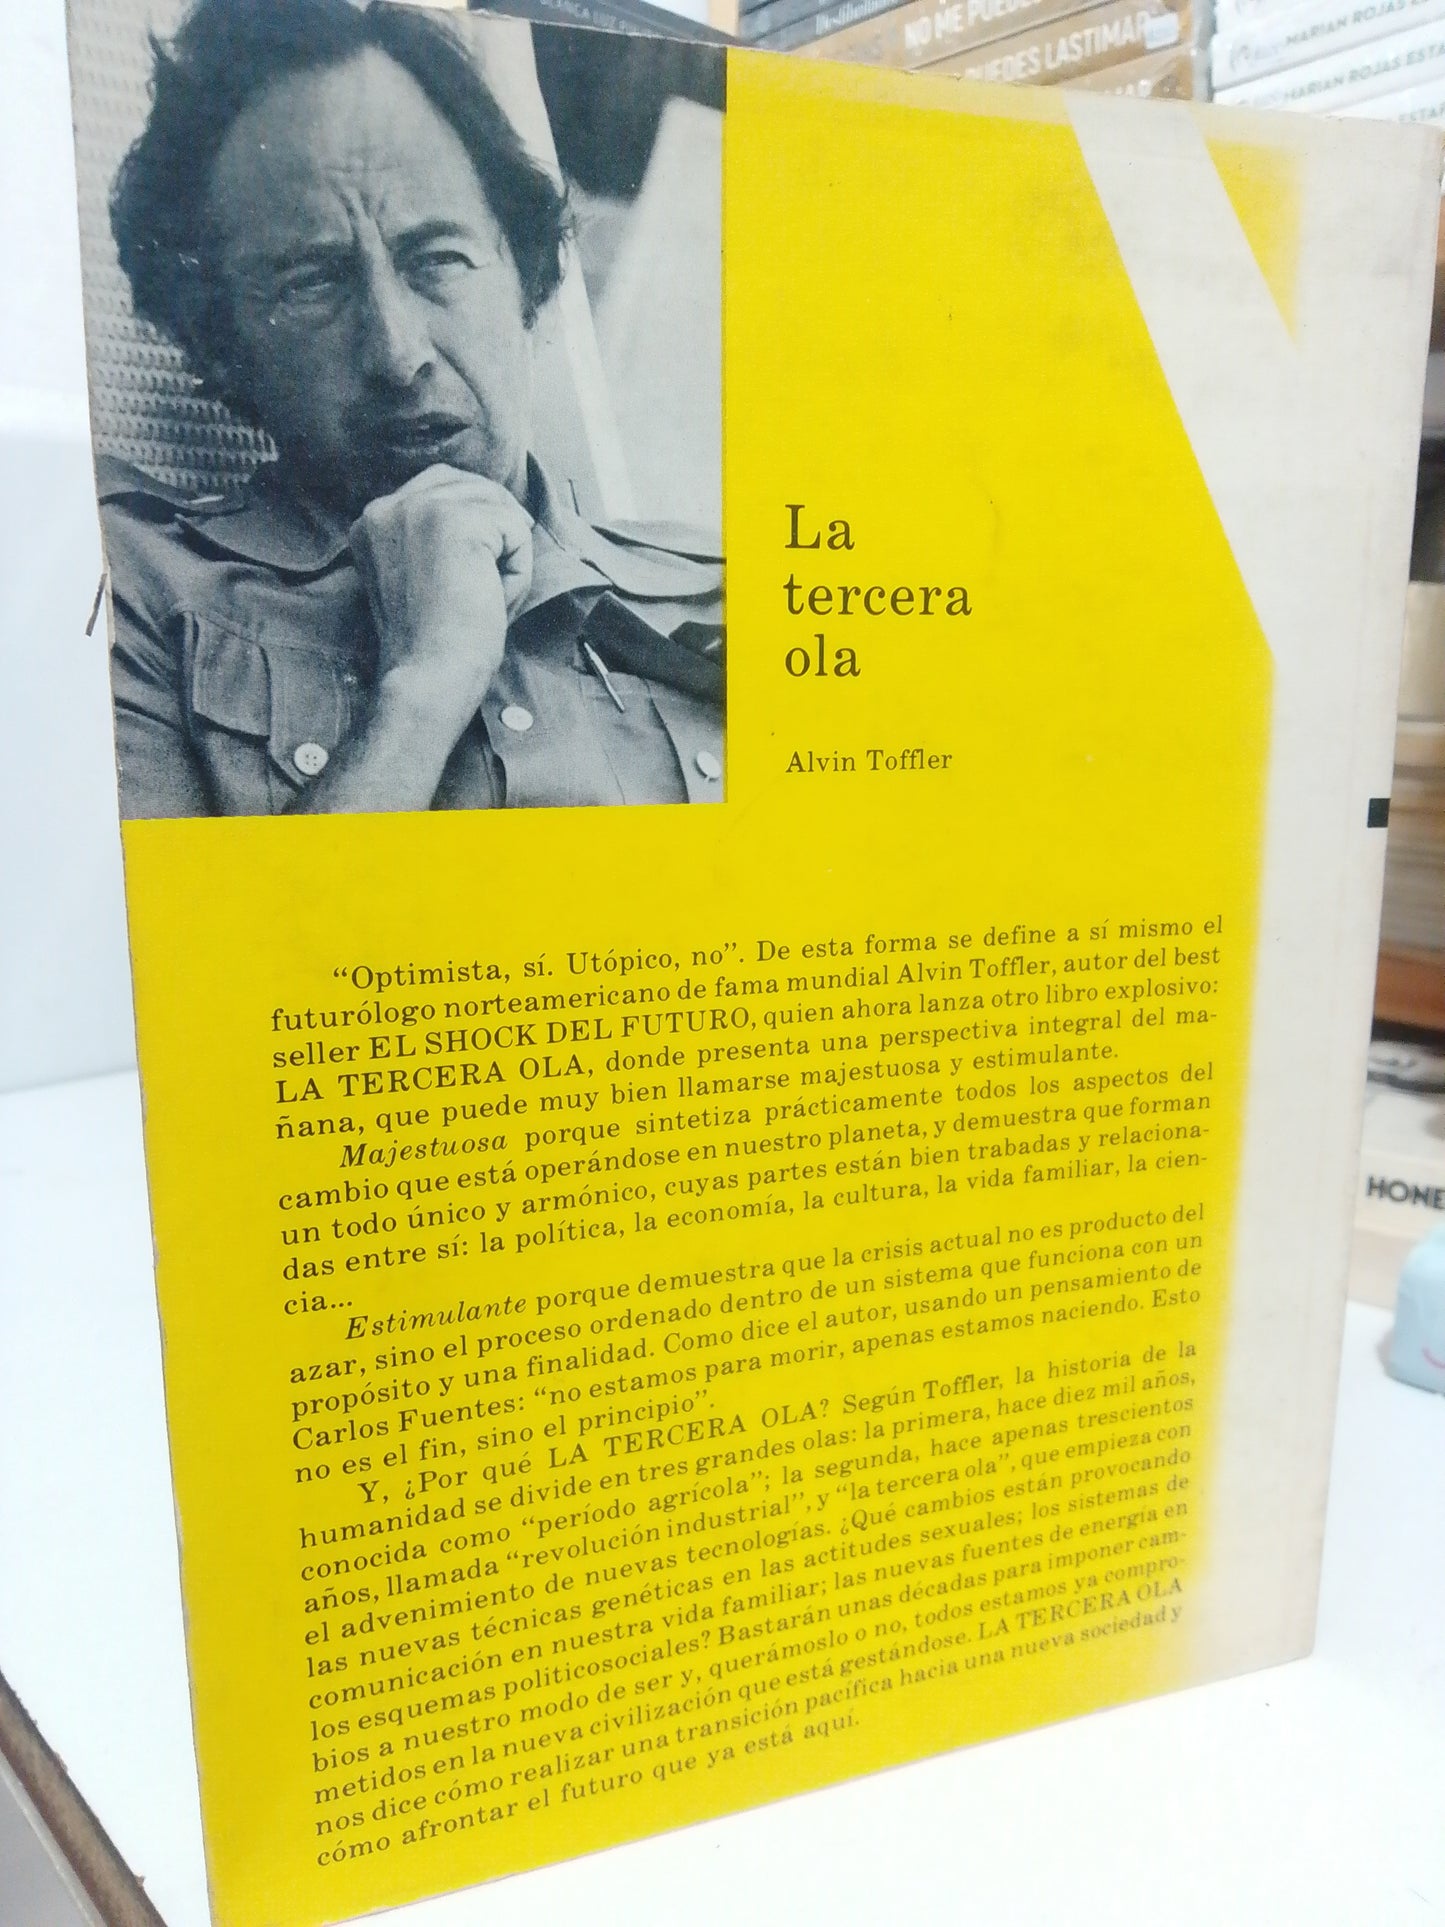 NO ME PUEDES
PUEDES LASTIMAR
MARIAN ROJAS ESTA
MARIAN ROJAS ESTA
La
tercera
ola
Alvin Toffler
“Optimista, sí. Utópico, no”. De esta forma se define a sí mismo el
futurólogo norteamericano de fama mundial Alvin Toffler, autor del best
seller EL SHOCK DEL FUTURO, quien ahora lanza otro libro explosivo:
LA TERCERA OLA, donde presenta una perspectiva integral del ma-
ñana, que puede muy bien llamarse majestuosa y estimulante.
Majestuosa porque sintetiza prácticamente todos los aspectos del
cambio que está operándose en nuestro planeta, y demuestra que forman
un todo único y armónico, cuyas partes están bien trabadas y relaciona-
das entre sí: la política, la economía, la cultura, la vida familiar, la cien-
cia...
Estimulante porque demuestra que la crisis actual no es producto del
azar, sino el proceso ordenado dentro de un sistema que funciona con un
propósito y una finalidad. Como dice el autor, usando un pensamiento de
Carlos Fuentes: “no estamos para morir, apenas estamos naciendo. Esto
no es el fin, sino el principio”.
Y, ¿Por qué LA TERCERA OLA? Según Toffler, la historia de la
humanidad se divide en tres grandes olas: la primera, hace diez mil años,
conocida como “período agrícola”; la segunda, hace apenas trescientos
años, llamada “revolución industrial”, y “la tercera ola”, que empieza con
el advenimiento de nuevas tecnologías. ¿Qué cambios están provocando
las nuevas técnicas genéticas en las actitudes sexuales; los sistemas de
comunicación en nuestra vida familiar; las nuevas fuentes de energía en
los esquemas politicosociales? Bastarán unas décadas para imponer cam-
bios a nuestro modo de ser y, querámoslo o no, todos estamos ya compro-
metidos en la nueva civilización que está gestándose. LA TERCERA OLA
nos dice cómo realizar una transición pacífica hacia una nueva sociedad y
cómo afrontar el futuro que ya está aquí.
HONE